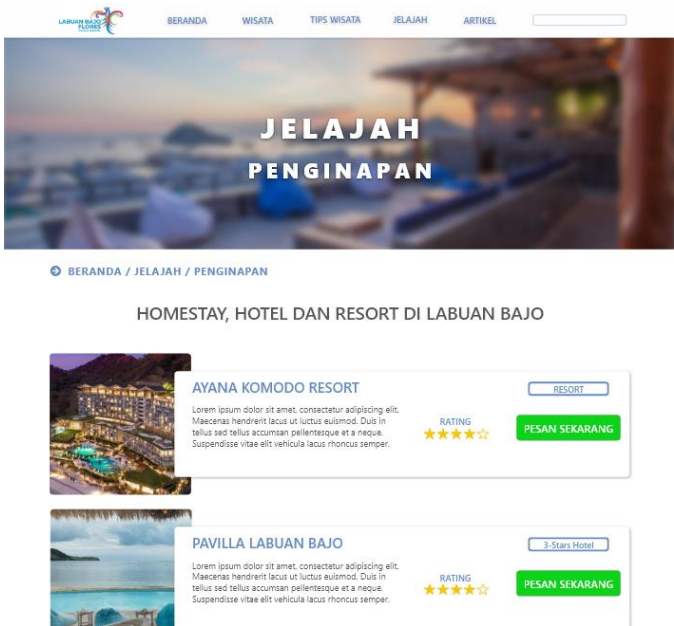 LABUAN BAJO
FLORES
BERANDA WISATA TIPS WISATA JELAJAH ARTIKEL
JELAJAH
PENGINAPAN
BERANDA / JELAJAH / PENGINAPAN
HOMESTAY, HOTEL DAN RESORT DI LABUAN BAJO
AYANA KOMODO RESORT
RESORT
Lorem ipsum dolor sit amet, consectetur adipiscing elit.
Maecenas hendrerit lacus ut luctus euismod. Duis in
tellus sed tellus accumsan pellentesque et a neque.
Suspendisse vitae elit vehicula lacus rhoncus semper.
RATING
PESAN SEKARANG
PAVILLA LABUAN BAJO
3-Stars Hotel
Lorem ipsum dolor sit amet, consectetur adipiscing elit.
Maecenas hendrerit lacus ut luctus euismod. Duis in
tellus sed tellus accumsan pellentesque et a neque.
Suspendisse vitae elit vehicula lacus rhoncus semper.
RATING
PESAN SEKARANG